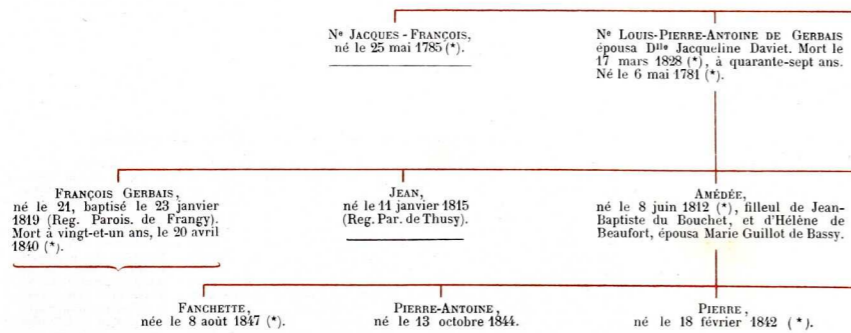 Nᵉ JACQUES-FRANÇOIS,
né le 25 mai 1785 (*).
Nᵉ LOUIS-PIERRE-ANTOINE DE GERBAIS
épousa Dˡˡᵉ Jacqueline Daviet. Mort le
17 mars 1828 (*), à quarante-sept ans.
Né le 6 mai 1781 (*).
FRANÇOIS GERBAIS,
né le 21, baptisé le 23 janvier
1819 (Reg. Parois. de Frangy).
Mort à vingt-et-un ans, le 20 avril
1840 (*).
JEAN,
né le 11 janvier 1815
(Reg. Par. de Thusy).
AMÉDÉE,
né le 8 juin 1812 (*), filleul de Jean-
Baptiste du Bouchet, et d'Hélène de
Beaufort, épousa Marie Guillot de Bassy.
FANCHETTE,
née le 8 août 1847 (*).
PIERRE-ANTOINE,
né le 13 octobre 1844.
PIERRE,
né le 18 février 1842 (*).